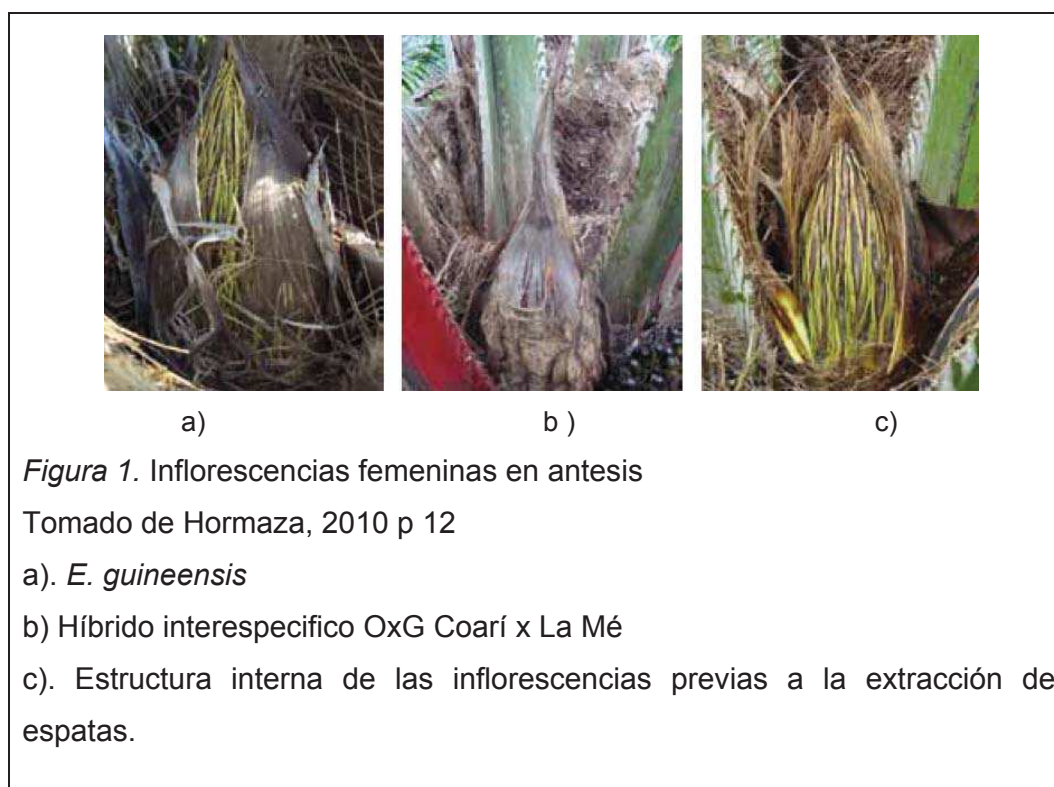 a) b ) c)
Figura 1. Inflorescencias femeninas en antesis
Tomado de Hormaza, 2010 p 12
a). E. guineensis
b) Híbrido interespecifico OxG Coarí x La Mé
c). Estructura interna de las inflorescencias previas a la extracción de
espatas.